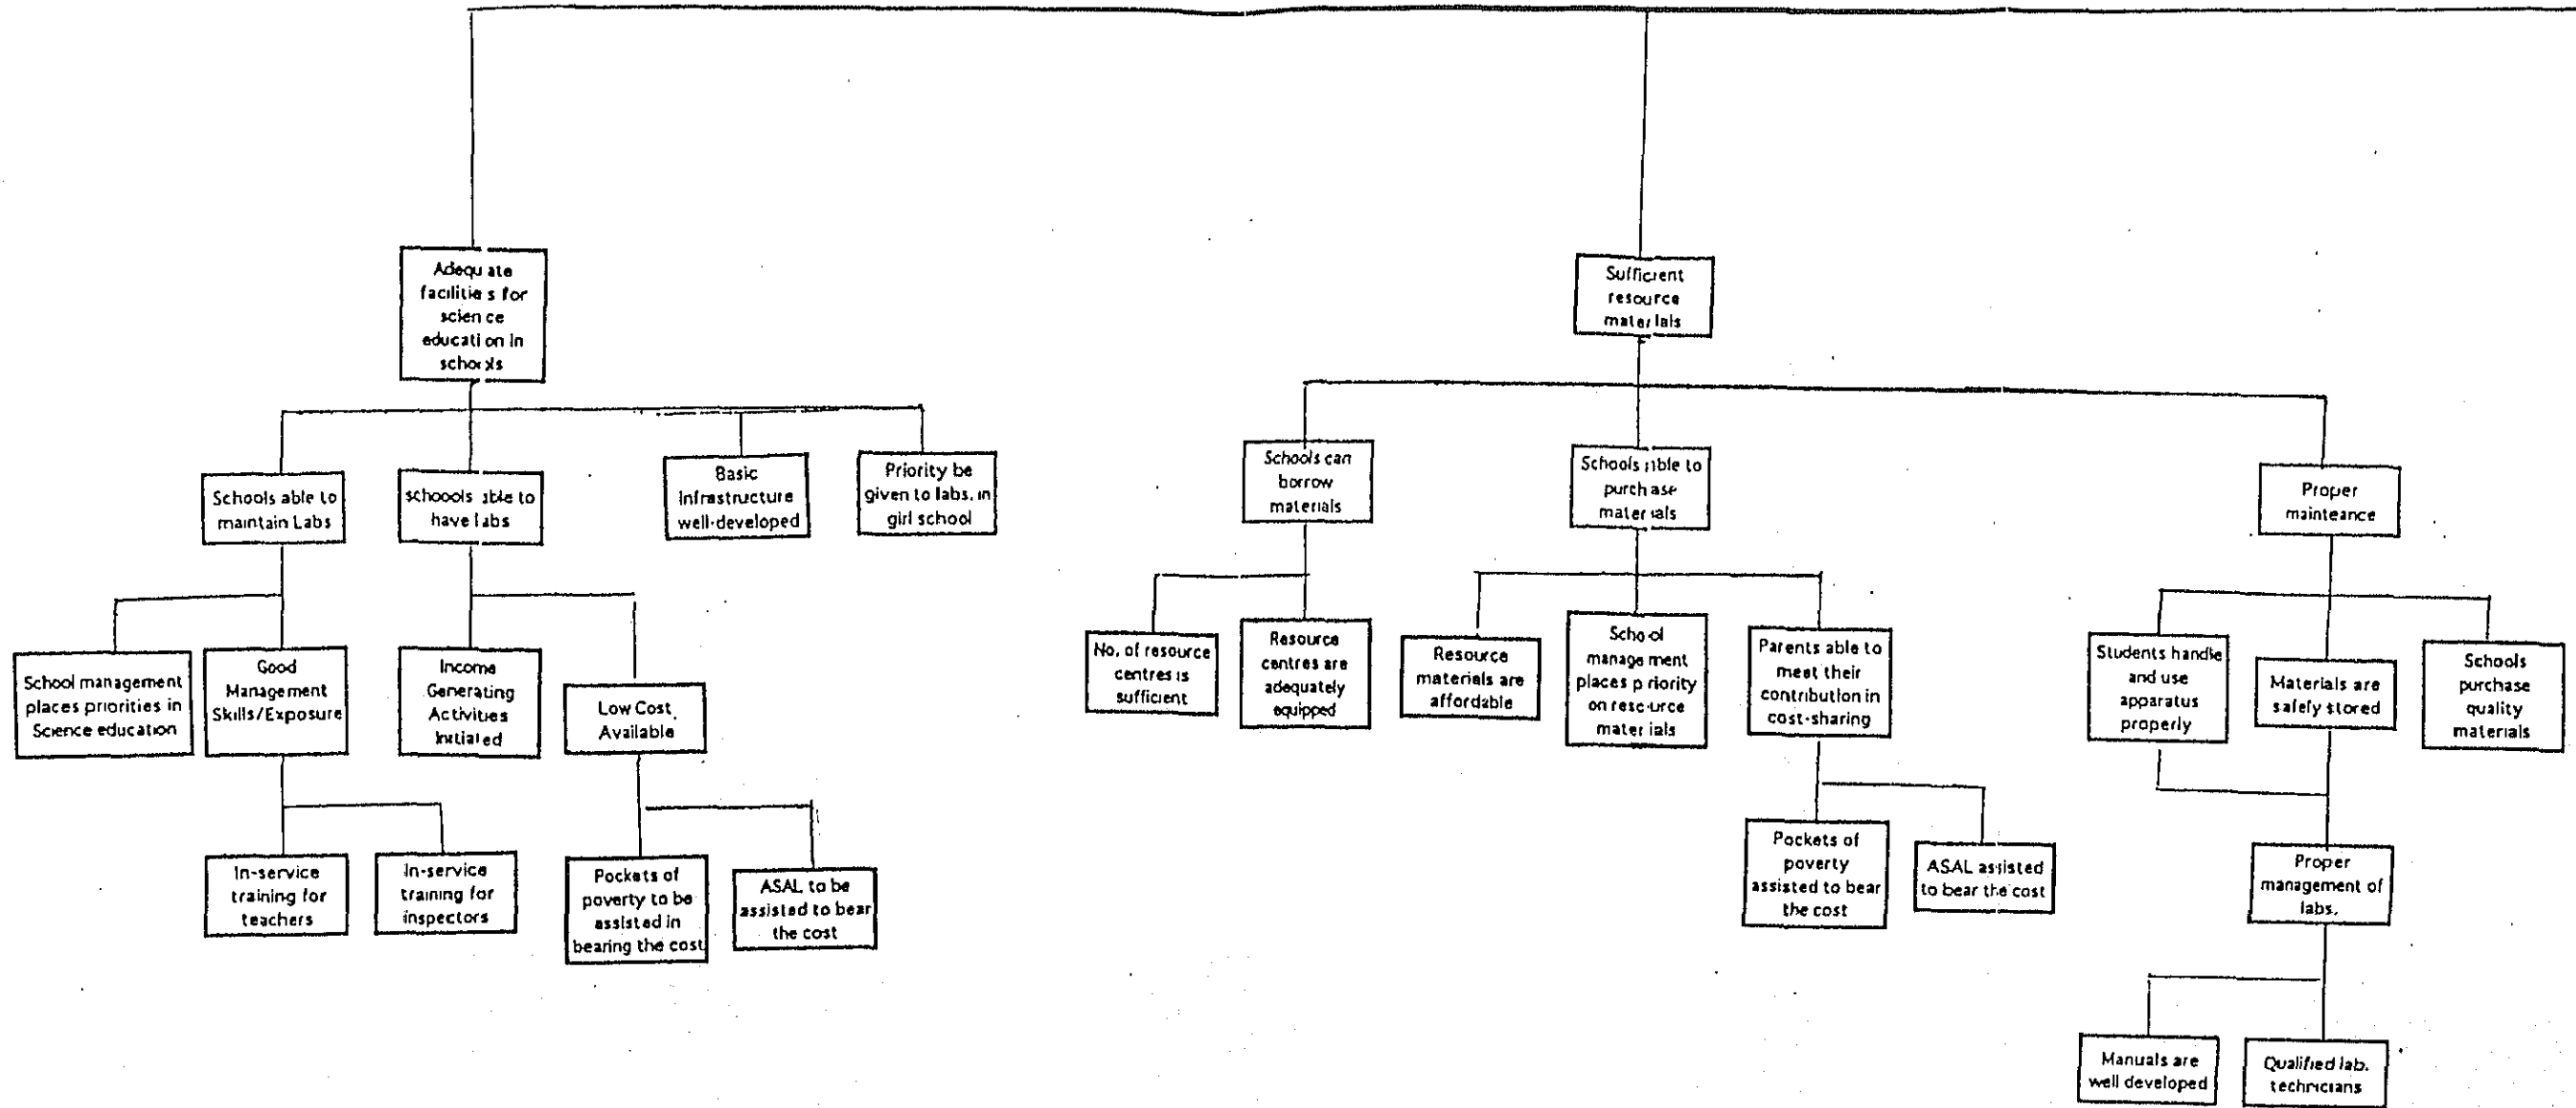 Adequate
facilities for
science
education in
schools
Sufficient
resource
materials
Schools able to
maintain Labs
schoools able to
have labs
Basic
Infrastructure
well-developed
Priority be
given to labs. in
girl school
Schools can
borrow
materials
Schools able to
purchase
materials
Proper
mainteance
School management
places priorities in
Science education
Good
Management
Skills/Exposure
Income
Generating
Activities
Initiated
Low Cost
Available
No. of resource
centres is
sufficient
Resource
centres are
adequately
equipped
Resource
materials are
affordable
School
management
places priority
on resource
materials
Parents able to
meet their
contribution in
cost-sharing
Students handle
and use
apparatus
properly
Materials are
safely stored
Schools
purchase
quality
materials
In-service
training for
teachers
In-service
training for
inspectors
Pockets of
poverty to be
assisted in
bearing the cost
ASAL to be
assisted to bear
the cost
Pockets of
poverty
assisted to bear
the cost
ASAL assisted
to bear the cost
Proper
management of
labs.
Manuals are
well developed
Qualified lab.
technicians